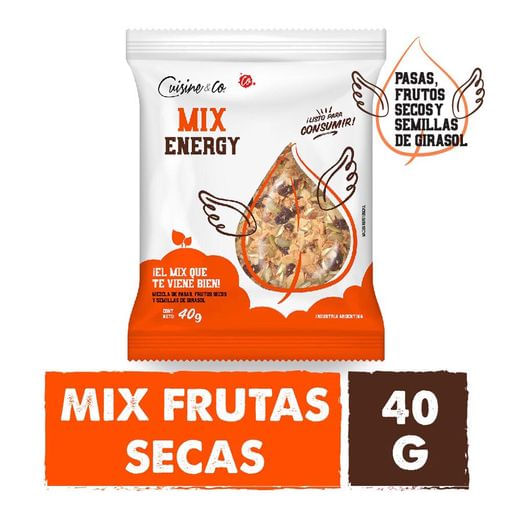 Cuisine & Co.
Co.
MIX
ENERGY
¡LISTO PARA
CONSUMIR!
¡EL MIX QUE
TE VIENE BIEN!
MEZCLA DE PASAS, FRUTOS SECOS
Y SEMILLAS DE GIRASOL
CONT.
NETO:
40g
INDUSTRIA ARGENTINA
PASAS,
FRUTOS
SECOS Y
SEMILLAS
DE GIRASOL
MIX FRUTAS
SECAS
40
G